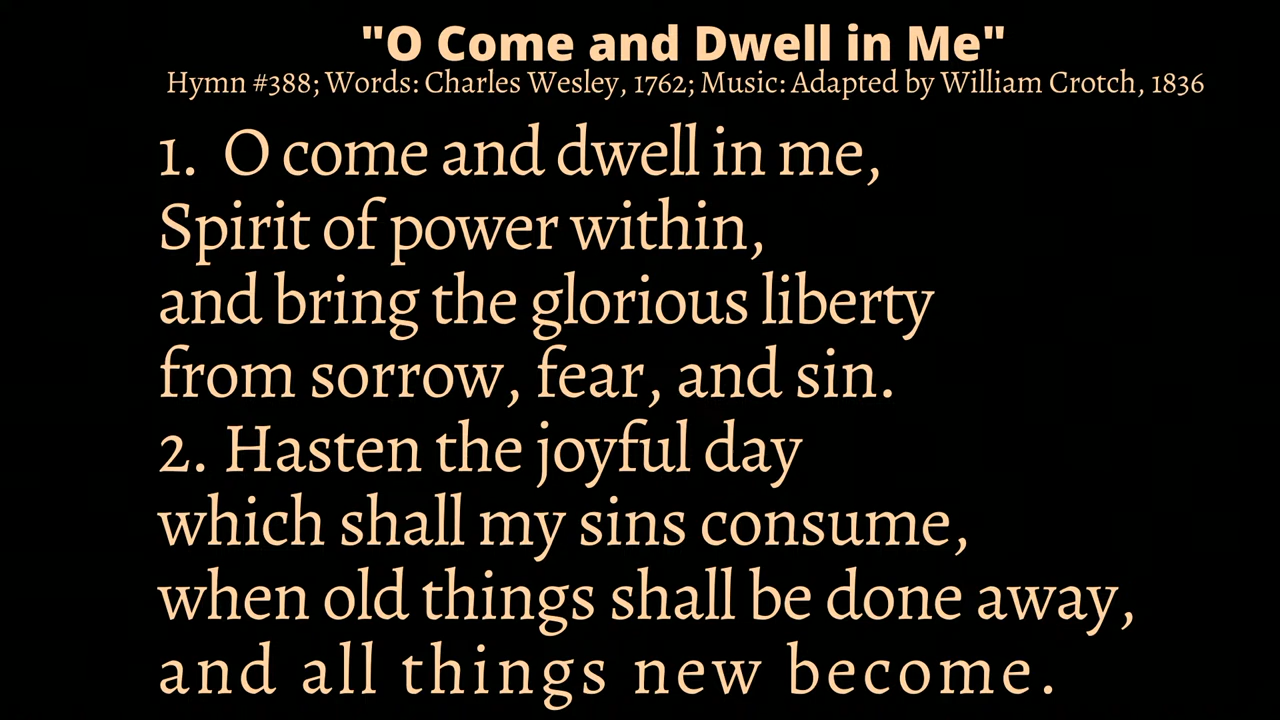 "O Come and Dwell in Me"
Hymn #388; Words: Charles Wesley, 1762; Music: Adapted by William Crotch, 1836
1. O come and dwell in me,
Spirit of power within,
and bring the glorious liberty
from sorrow, fear, and sin.
2. Hasten the joyful day
which shall my sins consume,
when old things shall be done away,
and all things new become.